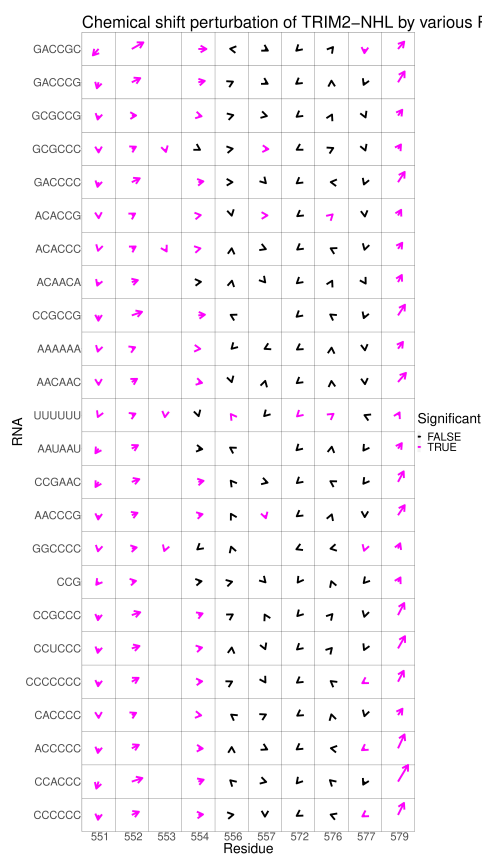 Chemical shift perturbation of TRIM2−NHL by various
GACCGC
GACCCG
GCGCCG
GCGCCC
GACCCC
ACACCG
ACACCC
ACAACA
CCGCCG
AAAAAA
AACAAC
UUUUUU
AAUAAU
CCGAAC
AACCCG
GGCCCC
CCG
CCGCCC
CCUCCC
CCCCCCC
CACCCC
ACCCCC
CCACCC
CCCCCC
RNA
551 552 553 554 556 557 572 576 577 579
Residue
Significant
FALSE
TRUE